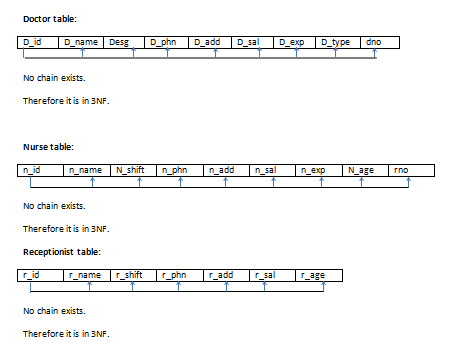 Doctor table:
D_id D_name Desg D_phn D_add D_sal D_exp D_type dno
No chain exists.
Therefore it is in 3NF.
Nurse table:
n_id n_name N_shift n_phn n_add n_sal n_exp N_age rno
No chain exists.
Therefore it is in 3NF.
Receptionist table:
r_id r_name r_shift r_phn r_add r_sal r_age
No chain exists.
Therefore it is in 3NF.